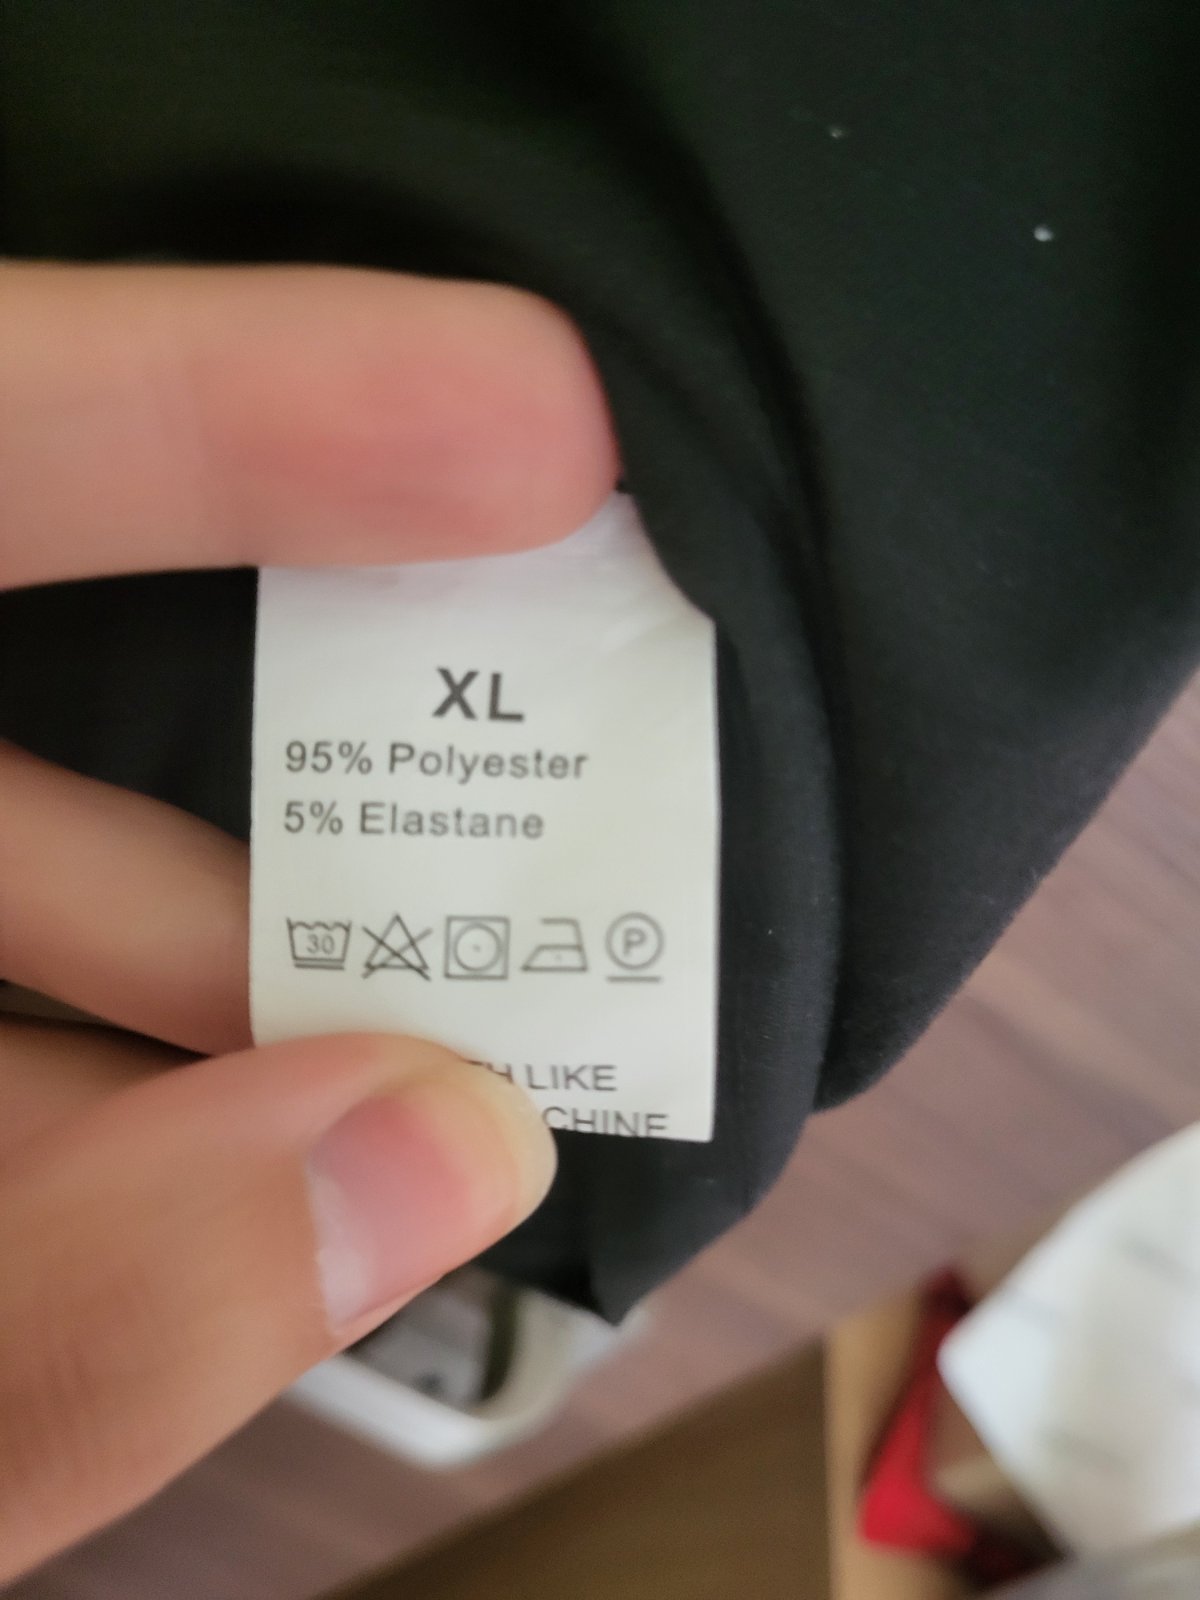 XL
95% Polyester
5% Elastane
30
P
LIKE